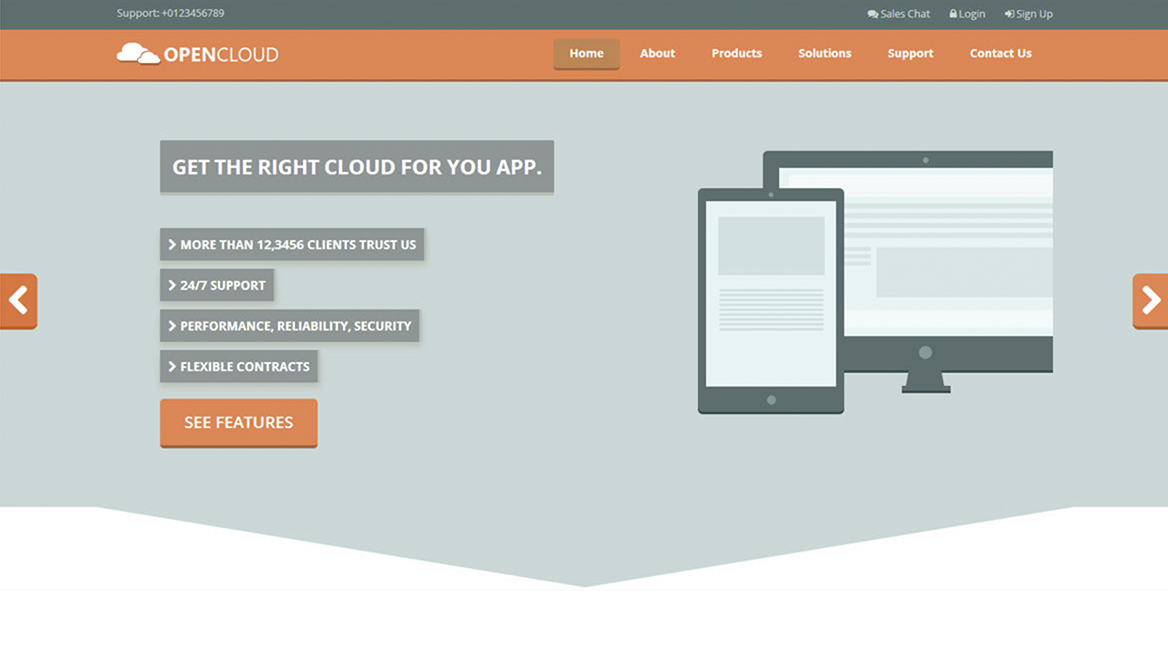 Support: +0123456789 Sales Chat Login Sign Up
OPENCLOUD Home About Products Solutions Support Contact Us
GET THE RIGHT CLOUD FOR YOU APP.
MORE THAN 12,3456 CLIENTS TRUST US
24/7 SUPPORT
PERFORMANCE, RELIABILITY, SECURITY
FLEXIBLE CONTRACTS
SEE FEATURES